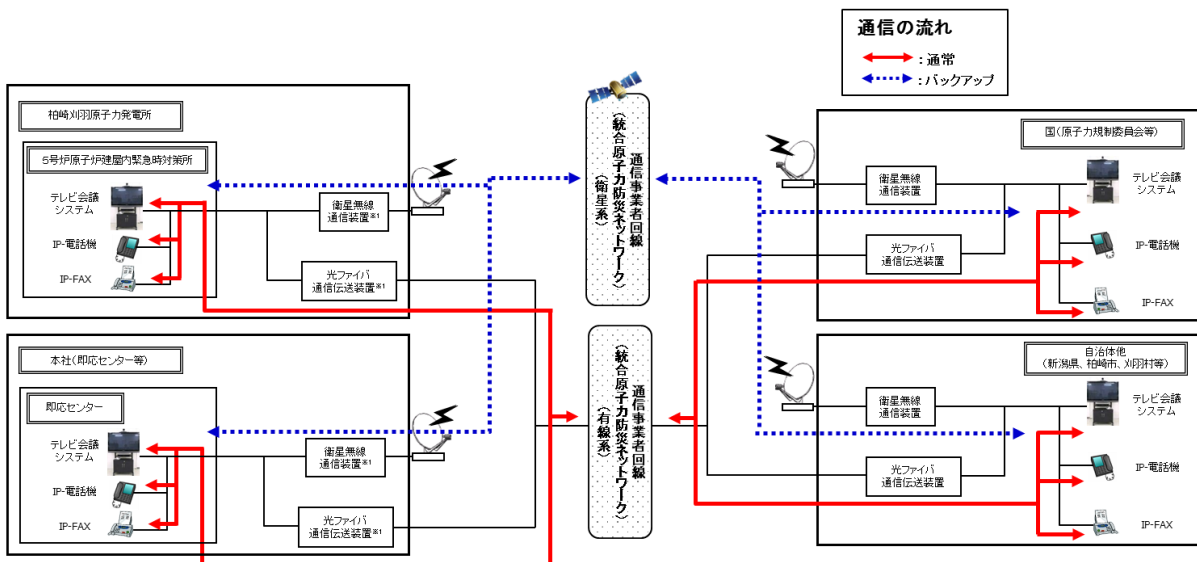 通信の流れ
：通常
：バックアップ
柏崎刈羽原子力発電所
5号炉原子炉建屋内緊急時対策所
テレビ会議
システム
IP-電話機
IP-FAX
衛星無線
通信装置※1
光ファイバ
通信伝送装置※1
本社（即応センター等）
即応センター
テレビ会議
システム
IP-電話機
IP-FAX
衛星無線
通信装置※1
光ファイバ
通信伝送装置※1
通信事業者回線
（統合原子力防災ネットワーク）
（衛星系）
通信事業者回線
（統合原子力防災ネットワーク）
（有線系）
国（原子力規制委員会等）
衛星無線
通信装置
光ファイバ
通信伝送装置
テレビ会議
システム
IP-電話機
IP-FAX
自治体他
（新潟県、柏崎市、刈羽村等）
衛星無線
通信装置
光ファイバ
通信伝送装置
テレビ会議
システム
IP-電話機
IP-FAX